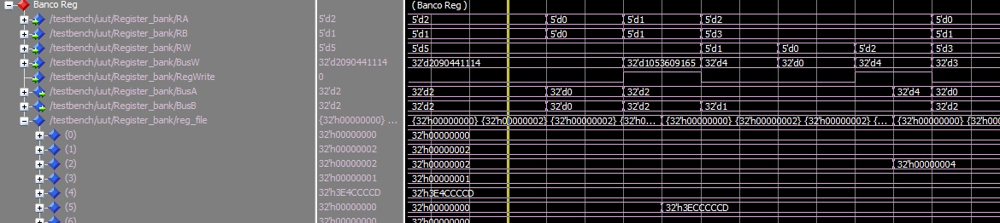 Banco Reg ( Banco Reg )
/testbench/uut/Register_bank/RA 5'd2 5'd2 5'd0 5'd1 5'd2 5'd0
/testbench/uut/Register_bank/RB 5'd1 5'd1 5'd0 5'd1 5'd3 5'd1
/testbench/uut/Register_bank/RW 5'd5 5'd5 5'd1 5'd0 5'd2 5'd3
/testbench/uut/Register_bank/BusW 32'd2090441114 32'd2090441114 32'd1053609165 32'd4 32'd0 32'd4 32'd3
/testbench/uut/Register_bank/RegWrite 0
/testbench/uut/Register_bank/BusA 32'd2 32'd2 32'd0 32'd2 32'd4 32'd0
/testbench/uut/Register_bank/BusB 32'd2 32'd2 32'd0 32'd2 32'd1 32'd2
/testbench/uut/Register_bank/reg_file {32'h00000000} ... {32'h00000000} {32'h00000002} {32'h00000002} {32'h0... {32'h00000000} {32'h00000002} {32'h00000002} {... {32'h00000000} {32'h000
(0) 32'h00000000 32'h00000000
(1) 32'h00000002 32'h00000002
(2) 32'h00000002 32'h00000002 32'h00000004
(3) 32'h00000001 32'h00000001
(4) 32'h3E4CCCCD 32'h3E4CCCCD
(5) 32'h00000000 32'h00000000 32'h3ECCCCCD